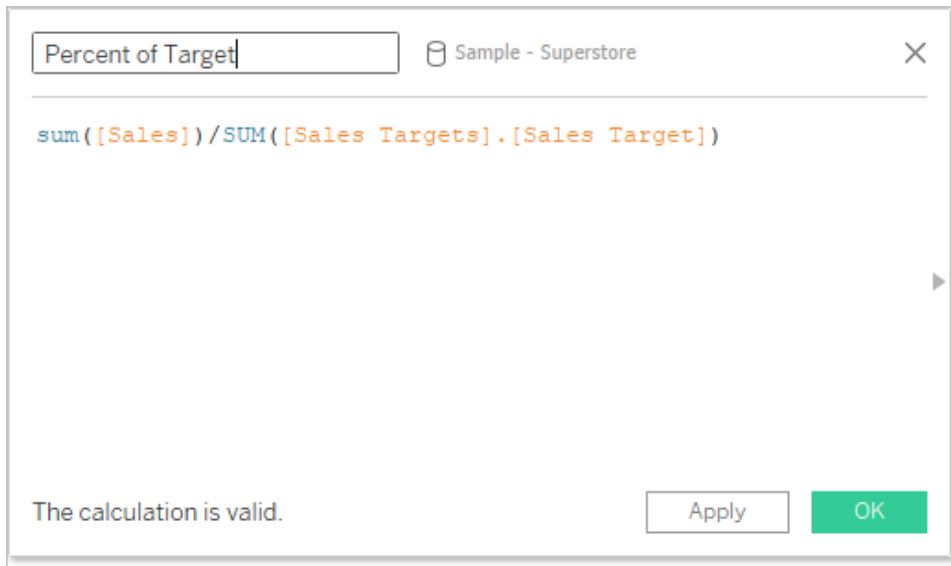 Percent of Target Sample - Superstore
sum([Sales])/SUM([Sales Targets].[Sales Target])
The calculation is valid. Apply OK